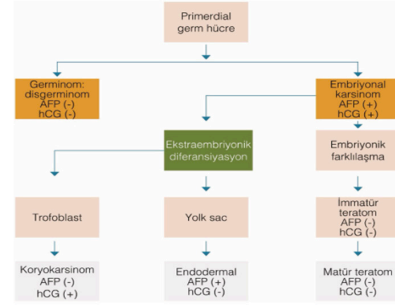 Primerdial
germ hücre
Germinom:
disgerminom
AFP (-)
hCG (-)
Embriyonal
karsinom
AFP (+)
hCG (+)
Ekstraembriyonik
diferansiyasyon
Embriyonik
farklılaşma
Trofoblast
Yolk sac
İmmatür
teratom
AFP (-)
hCG (-)
Koryokarsinom
AFP (-)
hCG (+)
Endodermal
AFP (+)
hCG (-)
Matür teratom
AFP (-)
hCG (-)